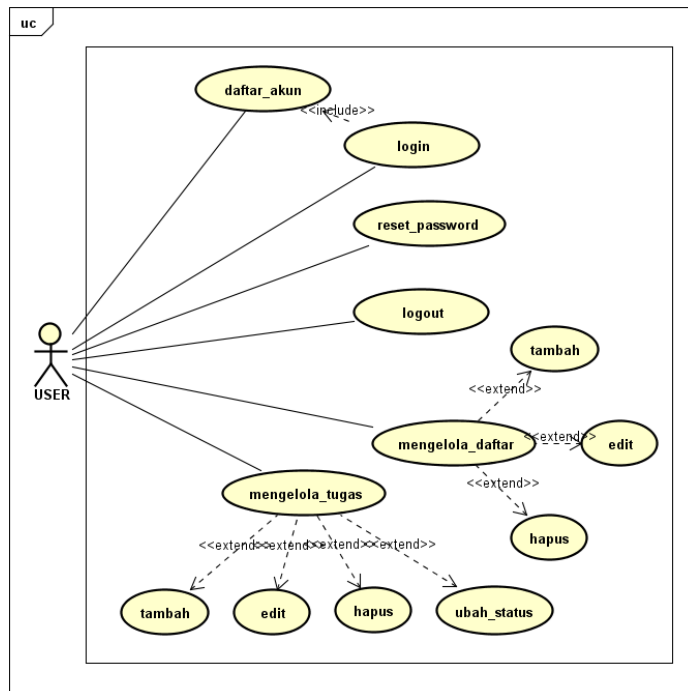 uc
daftar_akun
<<include>>
login
reset_password
logout
tambah
<<extend>>
USER
mengelola_daftar
<<extend>>
edit
<<extend>>
mengelola_tugas
hapus
<<extend>>
<<extend>>
<<extend>>
<<extend>>
tambah
edit
hapus
ubah_status